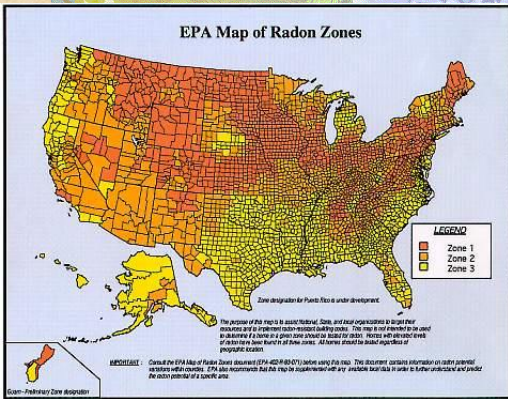 EPA Map of Radon Zones
LEGEND
Zone 1
Zone 2
Zone 3
Zone designation for Puerto Rico is under development.
The purpose of this map is to assist National, State, and local organizations to target their
resources and to implement radon-resistant building codes. This map is not intended to be used
to determine if a home in a given zone should be tested for radon. Homes with elevated levels
of radon have been found in all three zones. All homes should be tested regardless of
geographic location.
IMPORTANT : Consult the EPA Map of Radon Zones document (EPA-402-R-93-071) before using this map. This document contains information on radon potential
variations within counties. EPA also recommends that this map be supplemented with any available local data in order to further understand and predict
the radon potential of a specific area.
Guam - Preliminary Zone designation